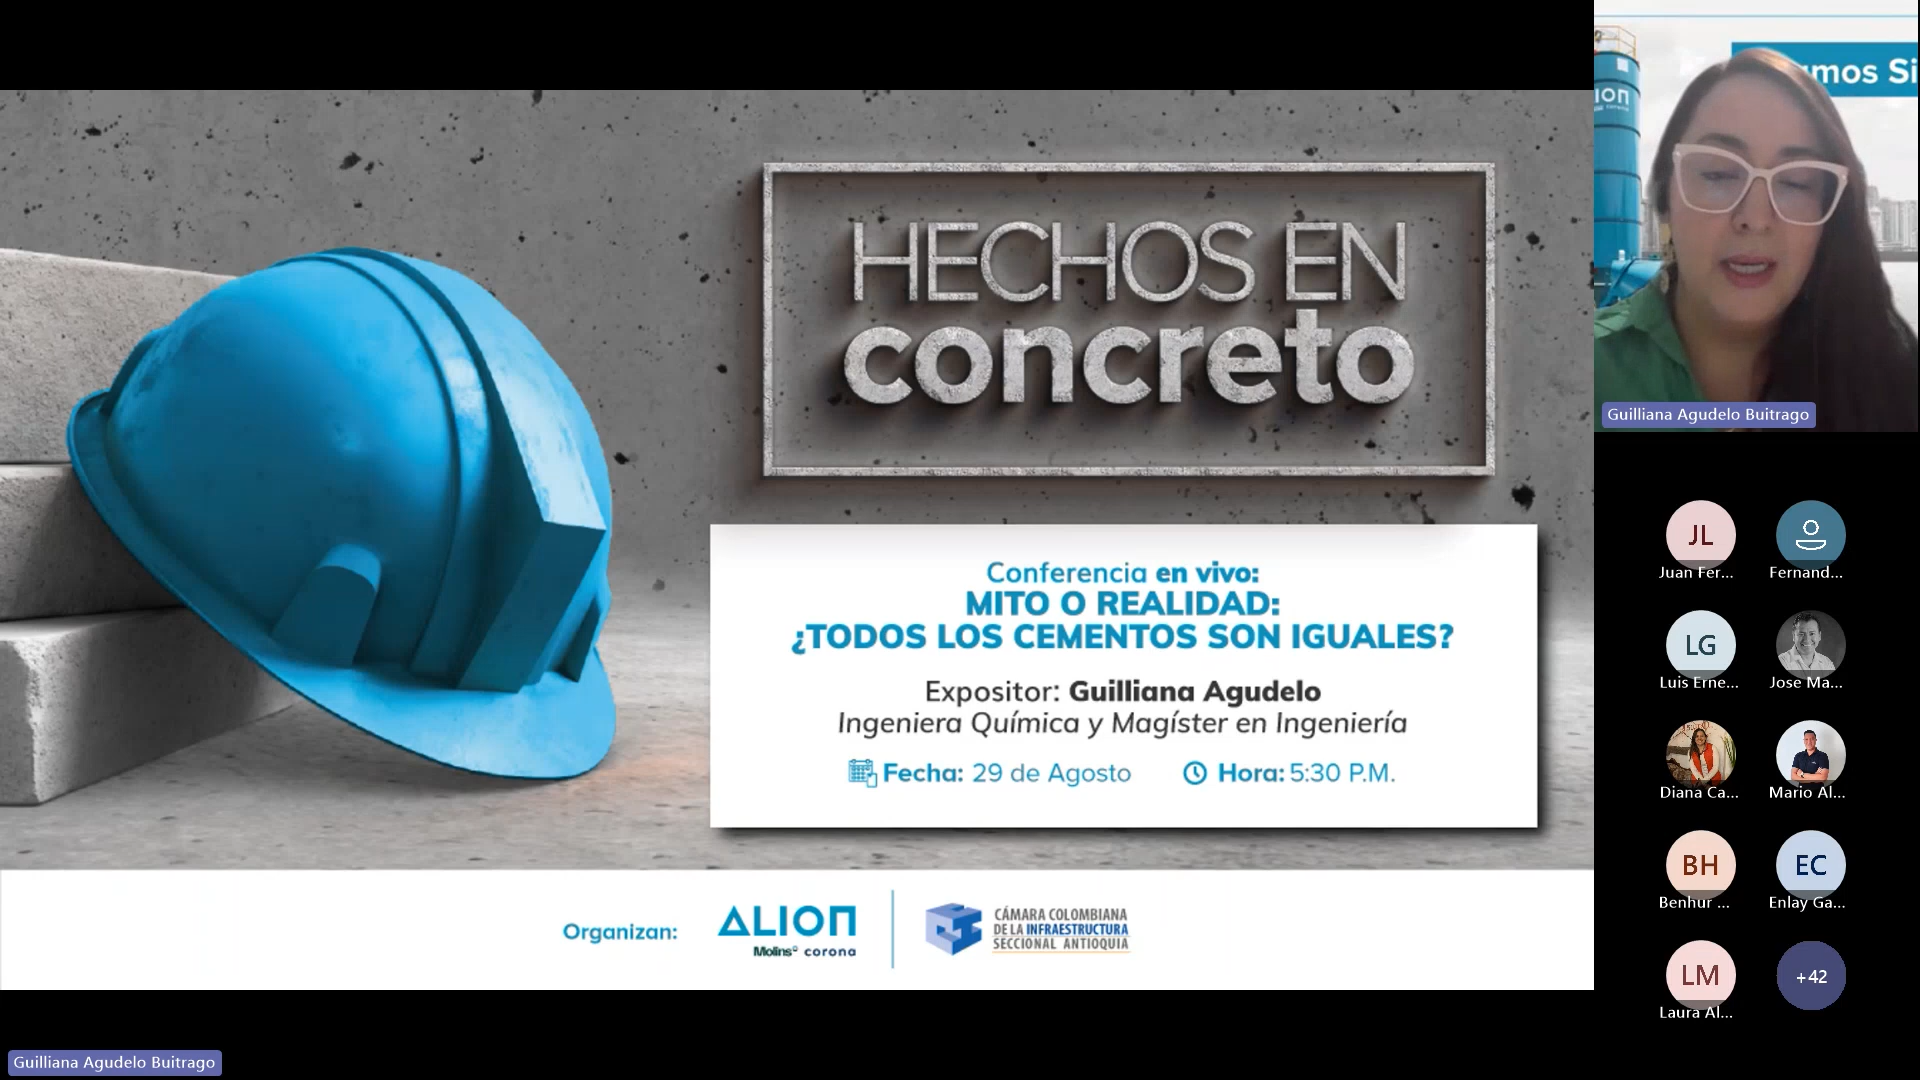 HECHOS EN
concreto
Conferencia en vivo:
MITO O REALIDAD:
¿TODOS LOS CEMENTOS SON IGUALES?
Expositor: Guilliana Agudelo
Ingeniera Química y Magíster en Ingeniería
Fecha: 29 de Agosto
Hora: 5:30 P.M.
Organizan:
ALION
Molins corona
CÁMARA COLOMBIANA
DE LA INFRAESTRUCTURA
SECCIONAL ANTIOQUIA
Guilliana Agudelo Buitrago
amos Si
ION
Guilliana Agudelo Buitrago
JL
Juan Fer...
Fernand...
LG
Luis Erne...
Jose Ma...
Diana Ca...
Mario Al...
BH
Benhur ...
EC
Enlay Ga...
LM
Laura Al...
+42